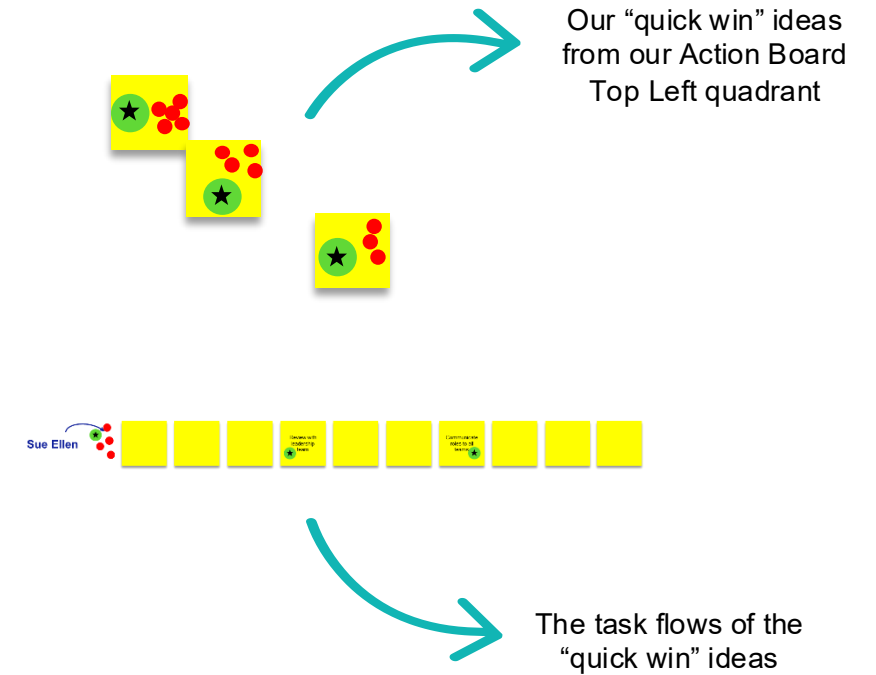 Our “quick win” ideas
from our Action Board
Top Left quadrant
Sue Ellen
Review with
leadership
team
Communicate
roles to all
teams
The task flows of the
“quick win” ideas